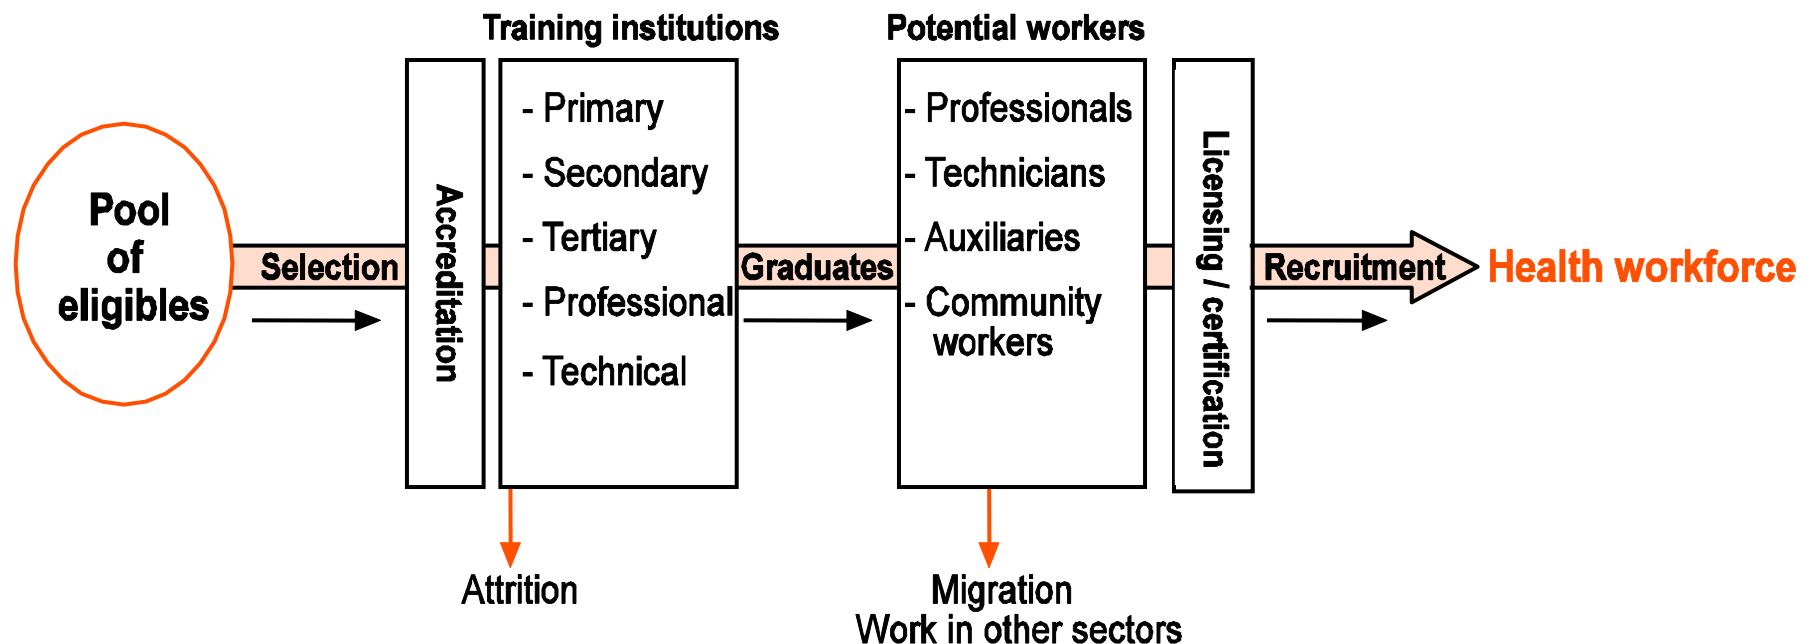 Training institutions
Potential workers
Pool
of
eligibles
Selection
Accreditation
- Primary
- Secondary
- Tertiary
- Professional
- Technical
Graduates
- Professionals
- Technicians
- Auxiliaries
- Community
workers
Licensing / certification
Recruitment
Health workforce
Attrition
Migration
Work in other sectors